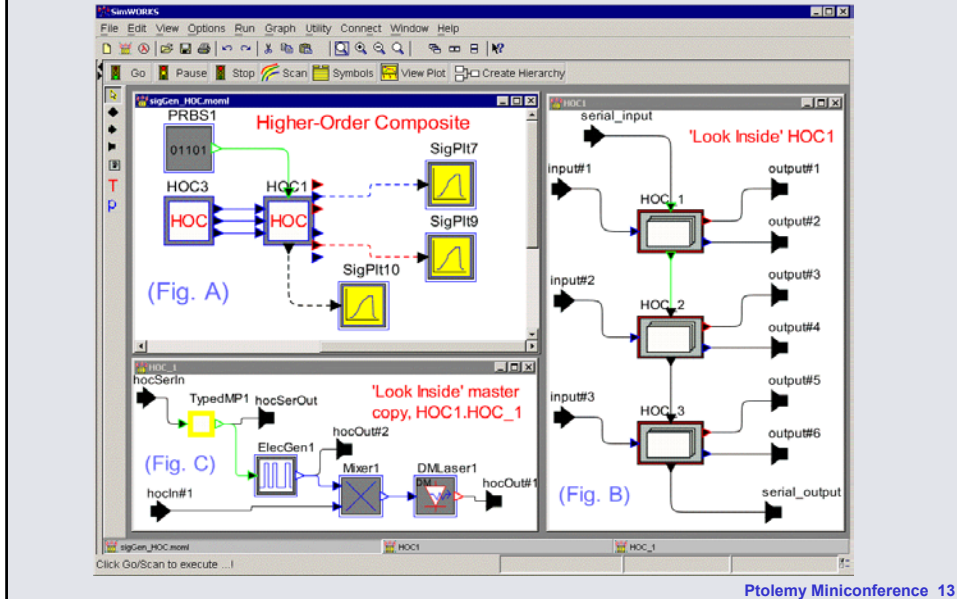 SimWORKS
File Edit View Options Run Graph Utility Connect Window Help
Go Pause Stop Scan Symbols View Plot Create Hierarchy
sigGen_HOC.moml
PRBS1
Higher-Order Composite
01101
SigPlt7
HOC3
HOC1
HOC
HOC
SigPlt9
SigPlt10
(Fig. A)
HOC1
serial_input
'Look Inside' HOC1
input#1
output#1
HOC_1
output#2
input#2
output#3
HOC_2
output#4
input#3
output#5
HOC_3
output#6
(Fig. B)
serial_output
HOC_1
hocSerIn
'Look Inside' master
copy, HOC1.HOC_1
TypedMP1
hocSerOut
hocOut#2
ElecGen1
(Fig. C)
Mixer1
DMLaser1
DM
hocIn#1
hocOut#1
T
P
sigGen_HOC.moml
HOC1
HOC_1
Click Go/Scan to execute ...!
Ptolemy Miniconference 13